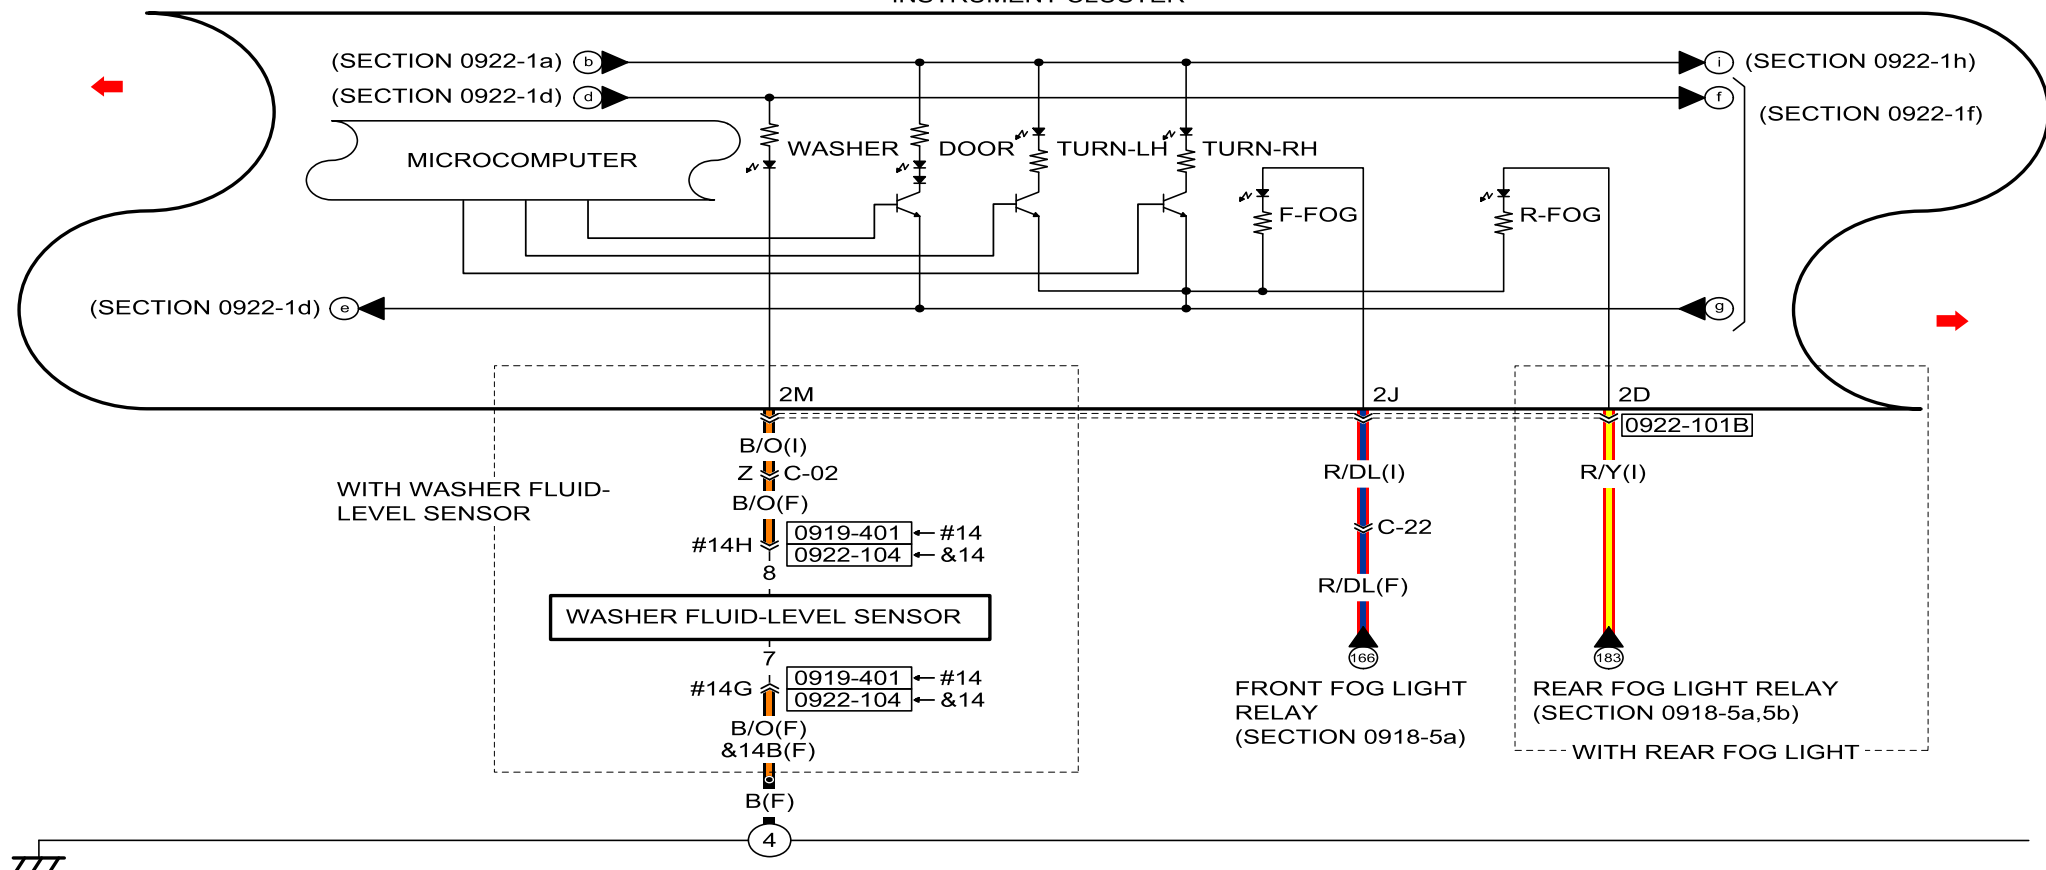 INSTRUMENT CLUSTER
(SECTION 0922-1a) b
i (SECTION 0922-1h)
(SECTION 0922-1d) d
f
(SECTION 0922-1f)
MICROCOMPUTER
WASHER
DOOR
TURN-LH
TURN-RH
F-FOG
R-FOG
(SECTION 0922-1d) e
g
2M
2J
2D
0922-101B
B/O(I)
Z C-02
B/O(F)
R/DL(I)
R/Y(I)
WITH WASHER FLUID-
LEVEL SENSOR
#14H
0919-401 #14
0922-104 &14
8
C-22
R/DL(F)
WASHER FLUID-LEVEL SENSOR
7
#14G
0919-401 #14
0922-104 &14
B/O(F)
&14B(F)
166
183
FRONT FOG LIGHT
RELAY
(SECTION 0918-5a)
REAR FOG LIGHT RELAY
(SECTION 0918-5a,5b)
WITH REAR FOG LIGHT
B(F)
4